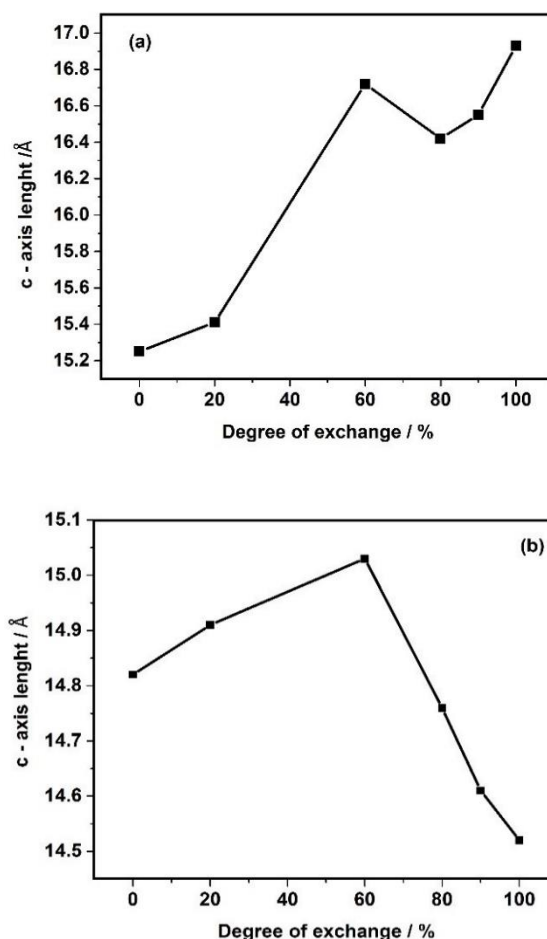 (a)
17.0
16.8
16.6
16.4
16.2
16.0
15.8
15.6
15.4
15.2
c - axis lenght /Å
0 20 40 60 80 100
Degree of exchange / %
(b)
15.1
15.0
14.9
14.8
14.7
14.6
14.5
c - axis lenght / Å
0 20 40 60 80 100
Degree of exchange / %